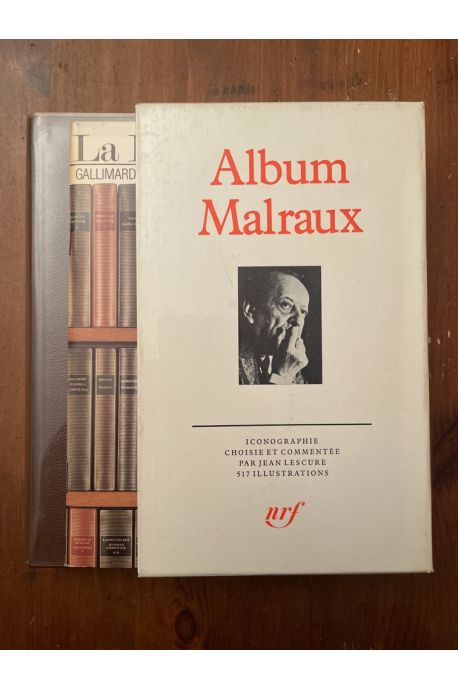 La
GALLIMARD
Album
Malraux
ICONOGRAPHIE
CHOISIE ET COMMENTÉE
PAR JEAN LESCURE
517 ILLUSTRATIONS
nrf